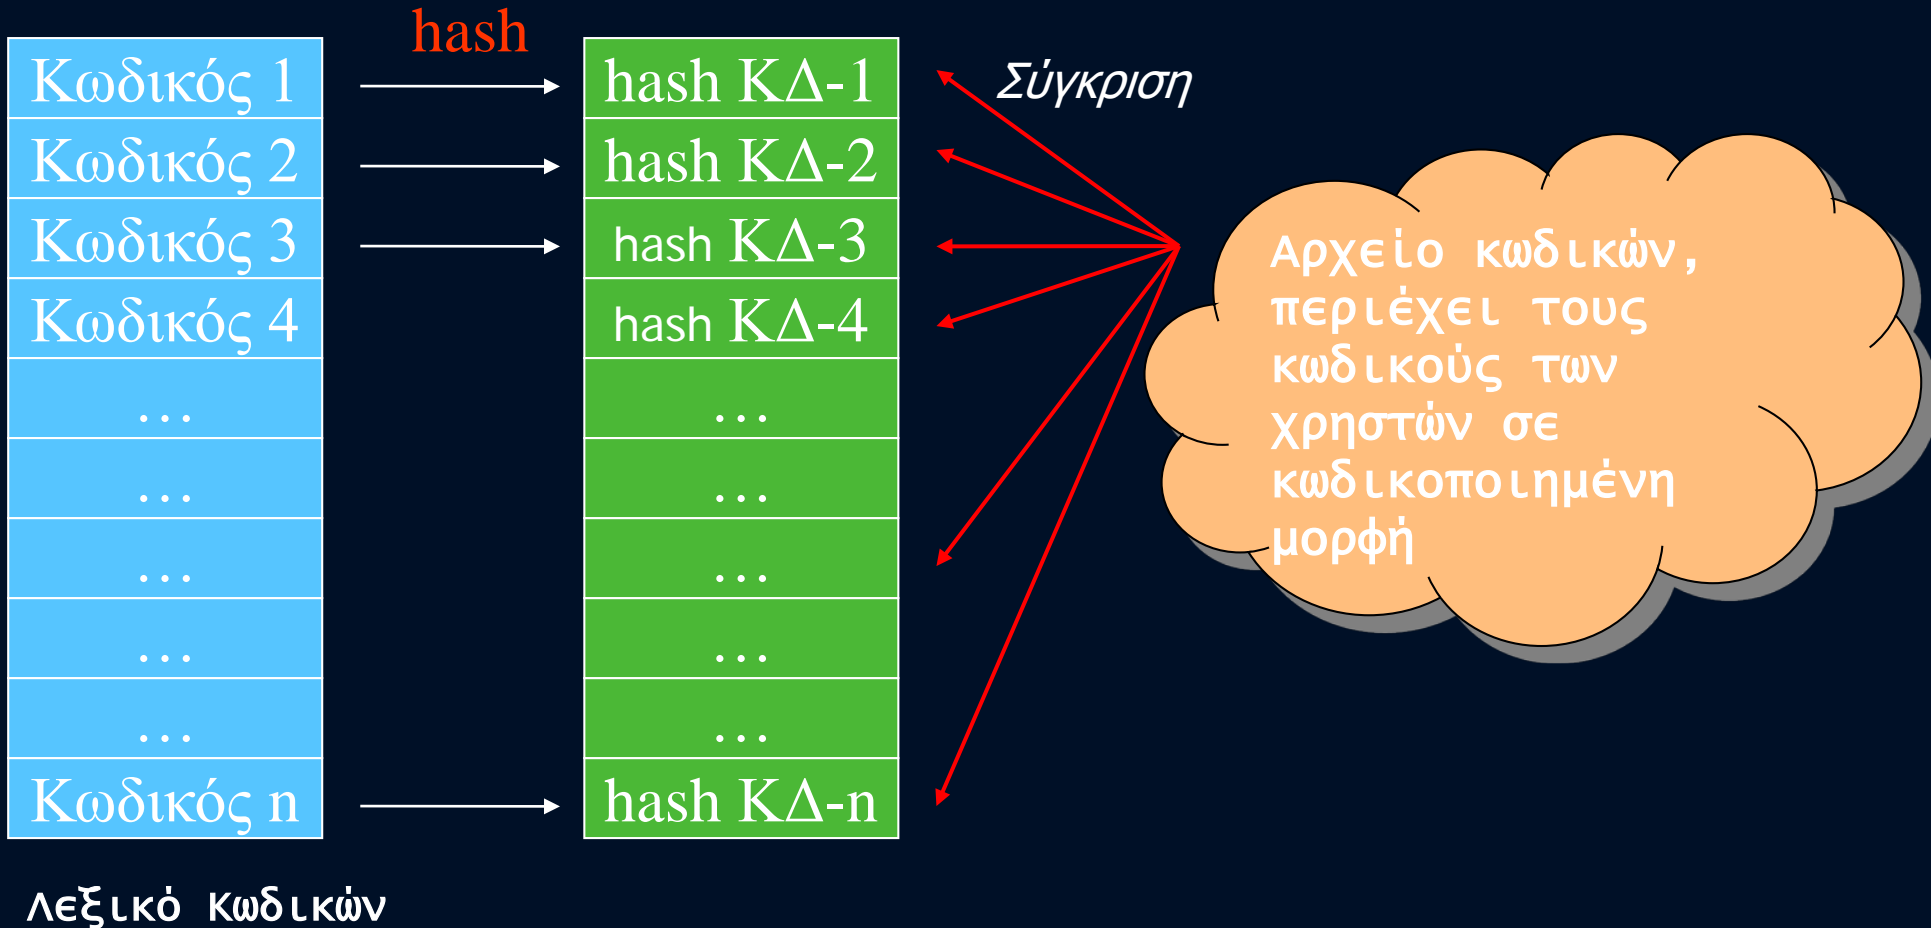 hash
Κωδικός 1
hash ΚΔ-1
Σύγκριση
Κωδικός 2
hash ΚΔ-2
Κωδικός 3
hash ΚΔ-3
Κωδικός 4
hash ΚΔ-4
...
...
...
...
...
...
...
...
...
...
Κωδικός n
hash ΚΔ-n
Αρχείο κωδικών,
περιέχει τους
κωδικούς των
χρηστών σε
κωδικοποιημένη
μορφή
Λεξικό Κωδικών